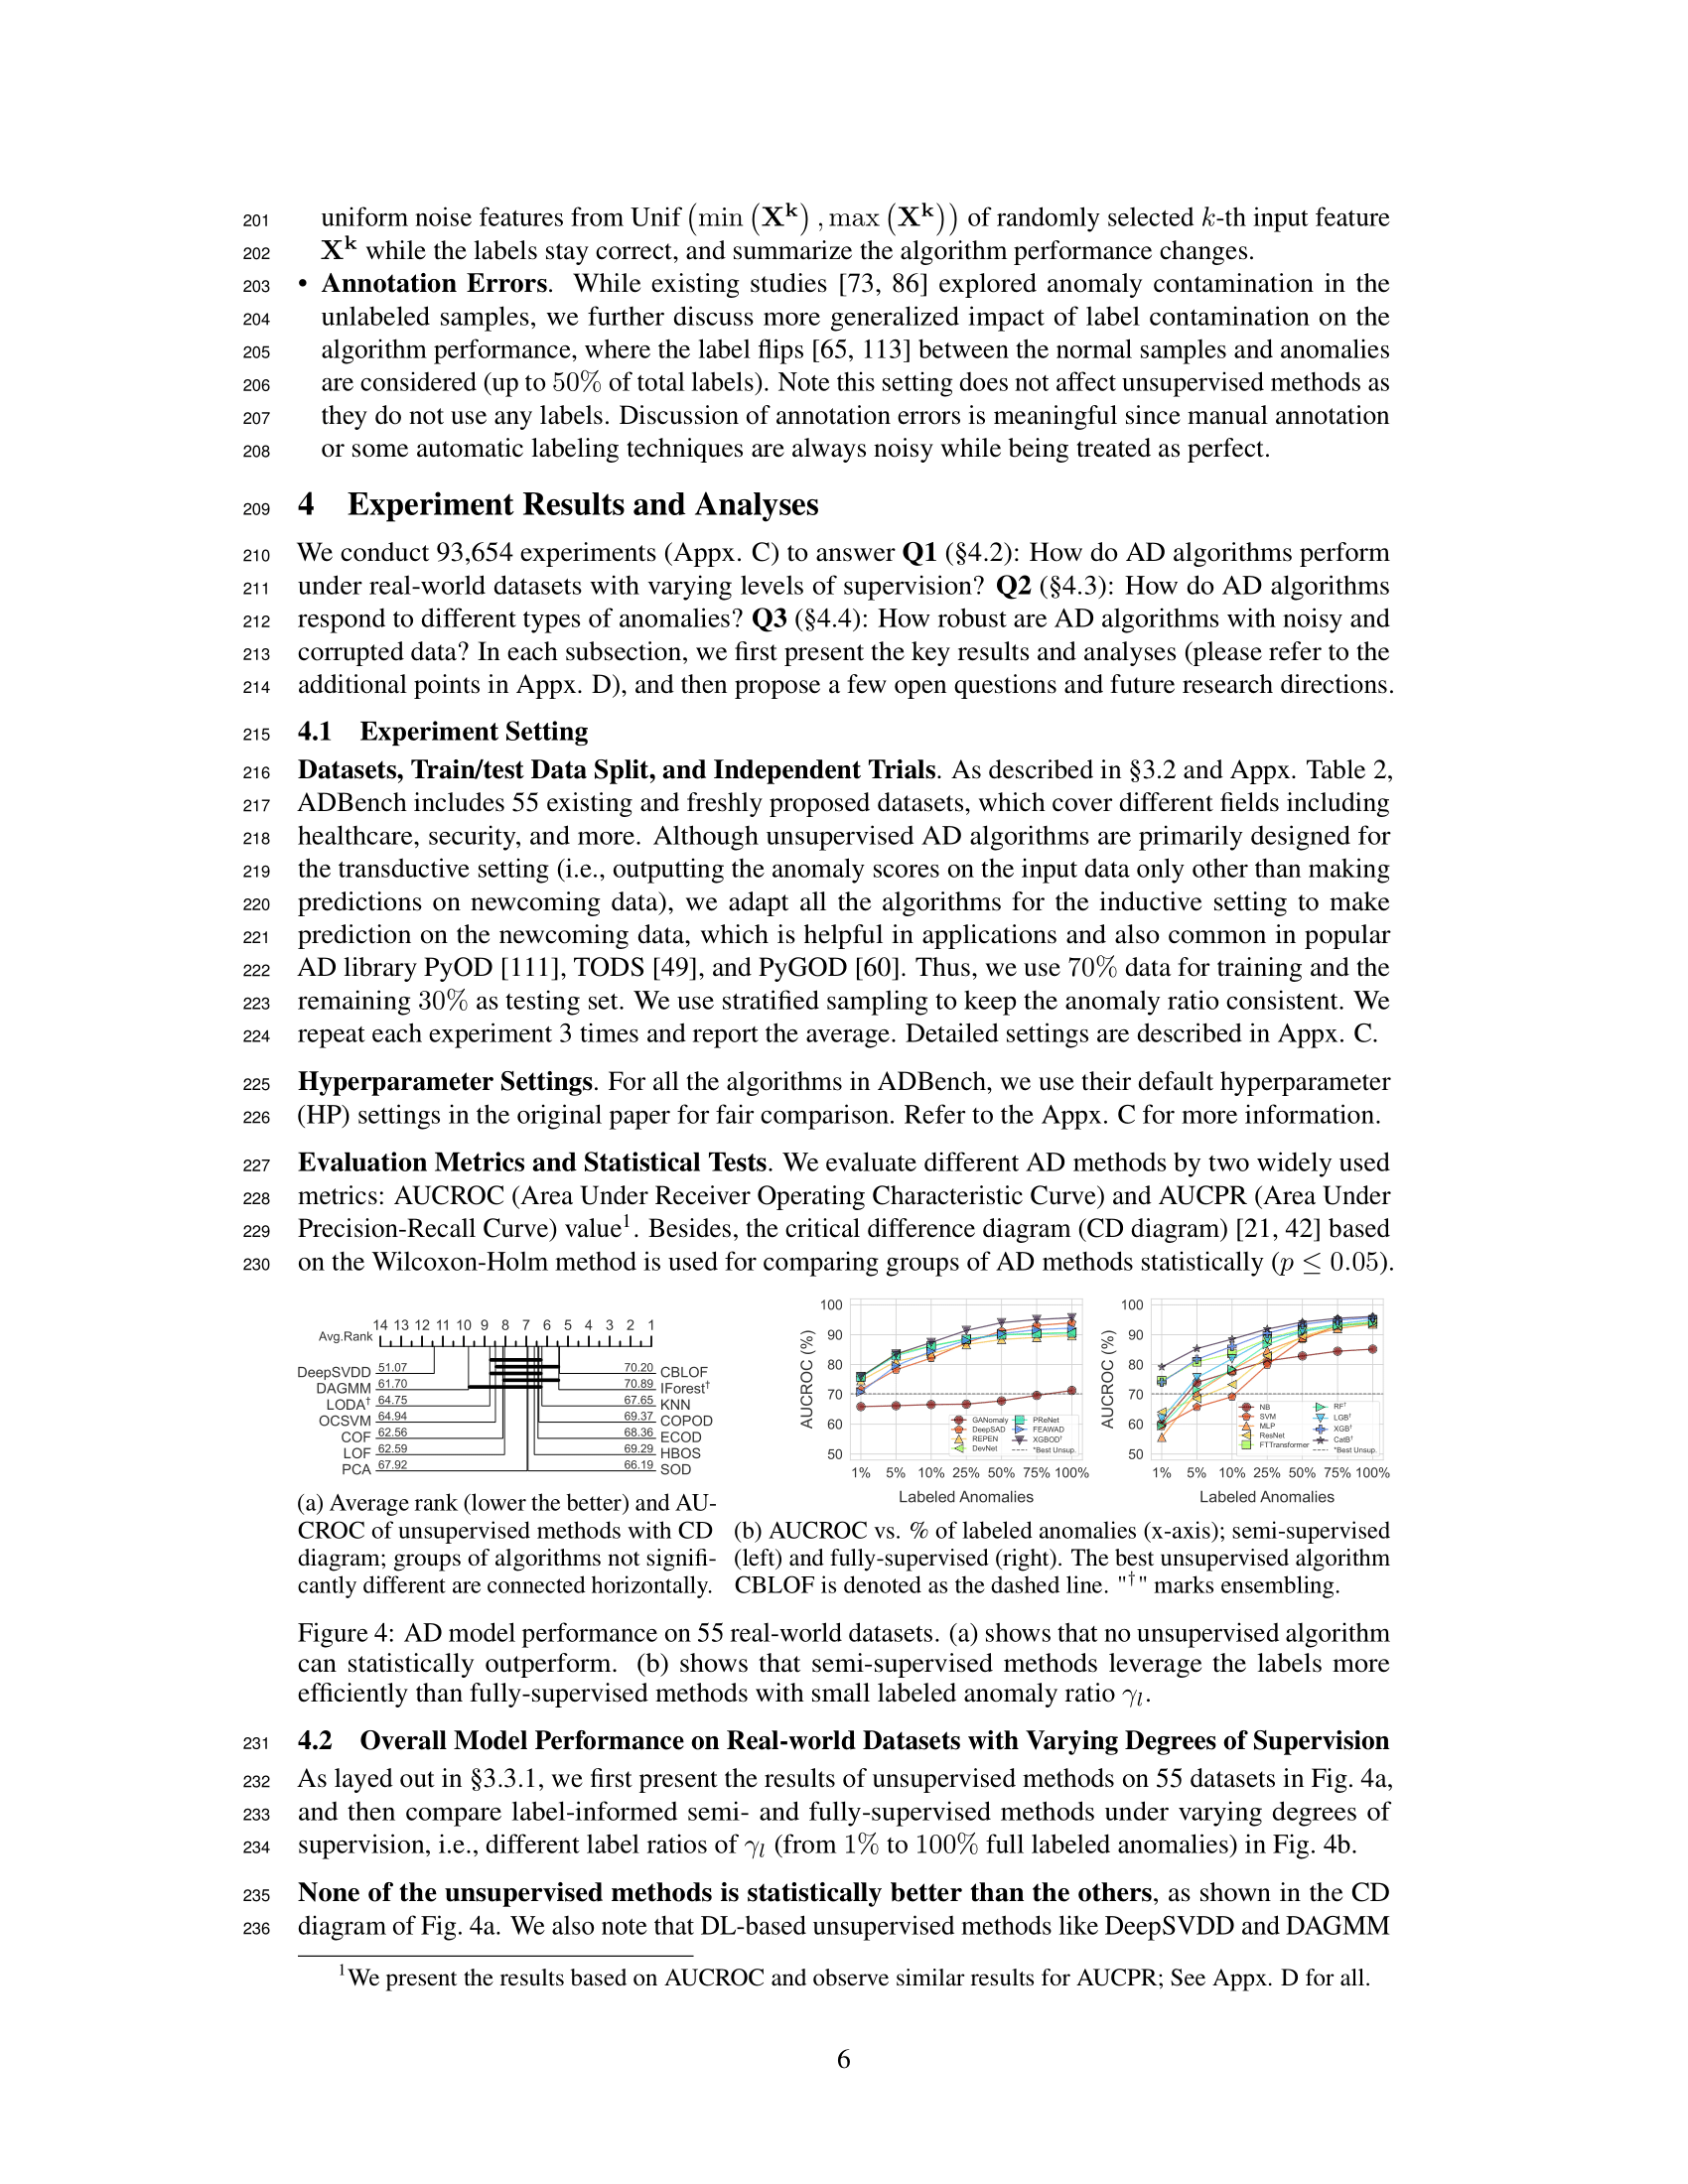 201 uniform noise features from Unif (min (X^k) , max (X^k)) of randomly selected k-th input feature
202 X^k while the labels stay correct, and summarize the algorithm performance changes.
203 • Annotation Errors. While existing studies [73, 86] explored anomaly contamination in the
204 unlabeled samples, we further discuss more generalized impact of label contamination on the
205 algorithm performance, where the label flips [65, 113] between the normal samples and anomalies
206 are considered (up to 50% of total labels). Note this setting does not affect unsupervised methods as
207 they do not use any labels. Discussion of annotation errors is meaningful since manual annotation
208 or some automatic labeling techniques are always noisy while being treated as perfect.
209 4 Experiment Results and Analyses
210 We conduct 93,654 experiments (Appx. C) to answer Q1 (§4.2): How do AD algorithms perform
211 under real-world datasets with varying levels of supervision? Q2 (§4.3): How do AD algorithms
212 respond to different types of anomalies? Q3 (§4.4): How robust are AD algorithms with noisy and
213 corrupted data? In each subsection, we first present the key results and analyses (please refer to the
214 additional points in Appx. D), and then propose a few open questions and future research directions.
215 4.1 Experiment Setting
216 Datasets, Train/test Data Split, and Independent Trials. As described in §3.2 and Appx. Table 2,
217 ADBench includes 55 existing and freshly proposed datasets, which cover different fields including
218 healthcare, security, and more. Although unsupervised AD algorithms are primarily designed for
219 the transductive setting (i.e., outputting the anomaly scores on the input data only other than making
220 predictions on newcoming data), we adapt all the algorithms for the inductive setting to make
221 prediction on the newcoming data, which is helpful in applications and also common in popular
222 AD library PyOD [111], TODS [49], and PyGOD [60]. Thus, we use 70% data for training and the
223 remaining 30% as testing set. We use stratified sampling to keep the anomaly ratio consistent. We
224 repeat each experiment 3 times and report the average. Detailed settings are described in Appx. C.
225 Hyperparameter Settings. For all the algorithms in ADBench, we use their default hyperparameter
226 (HP) settings in the original paper for fair comparison. Refer to the Appx. C for more information.
227 Evaluation Metrics and Statistical Tests. We evaluate different AD methods by two widely used
228 metrics: AUCROC (Area Under Receiver Operating Characteristic Curve) and AUCPR (Area Under
229 Precision-Recall Curve) value¹. Besides, the critical difference diagram (CD diagram) [21, 42] based
230 on the Wilcoxon-Holm method is used for comparing groups of AD methods statistically (p ≤ 0.05).
14 13 12 11 10 9 8 7 6 5 4 3 2 1
Avg.Rank
DeepSVDD 51.07 70.20 CBLOF
DAGMM 61.70 70.89 IForest†
LODA† 64.75 67.65 KNN
OCSVM 64.94 69.37 COPOD
COF 62.56 68.36 ECOD
LOF 62.59 69.29 HBOS
PCA 67.92 66.19 SOD
(a) Average rank (lower the better) and AU-
CROC of unsupervised methods with CD
diagram; groups of algorithms not signifi-
cantly different are connected horizontally.
AUCROC (%)
100
90
80
70
60
50
GANomaly PReNet
DeepSAD FEAWAD
REPEN XGBOD†
DevNet *Best Unsup.
1% 5% 10% 25% 50% 75% 100%
Labeled Anomalies
AUCROC (%)
100
90
80
70
60
50
NB RF†
SVM LGB†
MLP XGB†
ResNet CatB†
FTTransformer *Best Unsup.
1% 5% 10% 25% 50% 75% 100%
Labeled Anomalies
(b) AUCROC vs. % of labeled anomalies (x-axis); semi-supervised
(left) and fully-supervised (right). The best unsupervised algorithm
CBLOF is denoted as the dashed line. "†" marks ensembling.
Figure 4: AD model performance on 55 real-world datasets. (a) shows that no unsupervised algorithm
can statistically outperform. (b) shows that semi-supervised methods leverage the labels more
efficiently than fully-supervised methods with small labeled anomaly ratio γₗ.
231 4.2 Overall Model Performance on Real-world Datasets with Varying Degrees of Supervision
232 As layed out in §3.3.1, we first present the results of unsupervised methods on 55 datasets in Fig. 4a,
233 and then compare label-informed semi- and fully-supervised methods under varying degrees of
234 supervision, i.e., different label ratios of γₗ (from 1% to 100% full labeled anomalies) in Fig. 4b.
235 None of the unsupervised methods is statistically better than the others, as shown in the CD
236 diagram of Fig. 4a. We also note that DL-based unsupervised methods like DeepSVDD and DAGMM
¹We present the results based on AUCROC and observe similar results for AUCPR; See Appx. D for all.
6